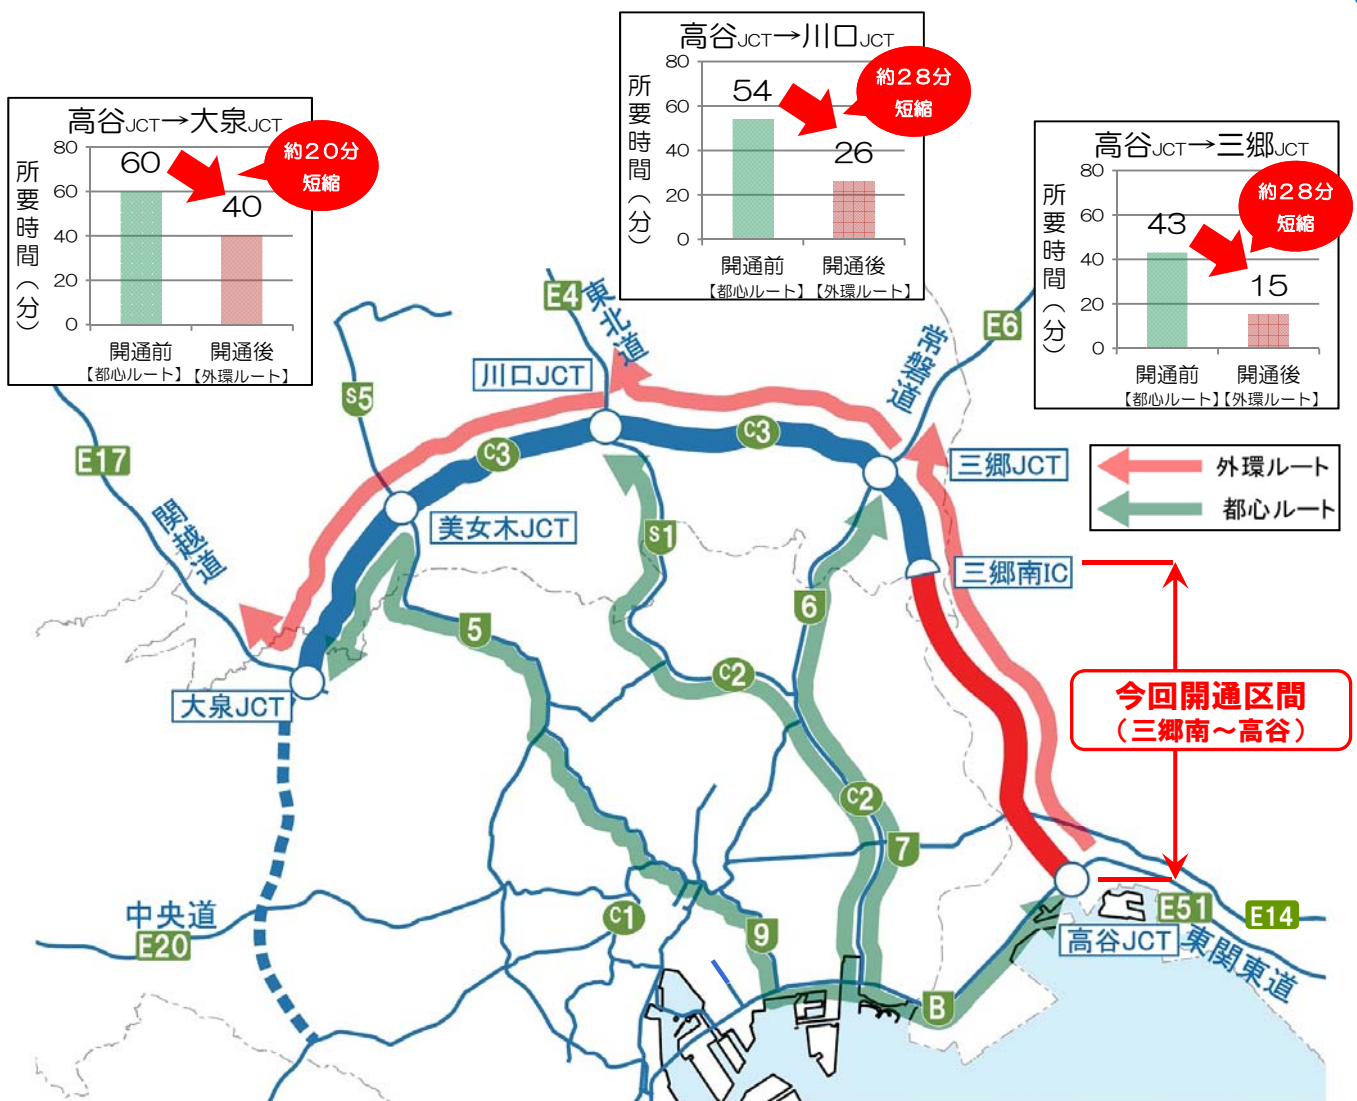 高谷JCT→大泉JCT
所要時間（分）
80
60
40
20
0
60
40
約20分
短縮
開通前
開通後
【都心ルート】
【外環ルート】
高谷JCT→川口JCT
所要時間（分）
80
60
40
20
0
54
26
約28分
短縮
開通前
開通後
【都心ルート】
【外環ルート】
高谷JCT→三郷JCT
所要時間（分）
80
60
40
20
0
43
15
約28分
短縮
開通前
開通後
【都心ルート】
【外環ルート】
外環ルート
都心ルート
E4
東北道
E6
常磐道
川口JCT
S5
C3
C3
E17
関越道
三郷JCT
美女木JCT
S1
三郷南IC
5
6
大泉JCT
C2
今回開通区間
（三郷南～高谷）
C2
7
中央道
E20
C1
9
E51
E14
高谷JCT
東関東道
B